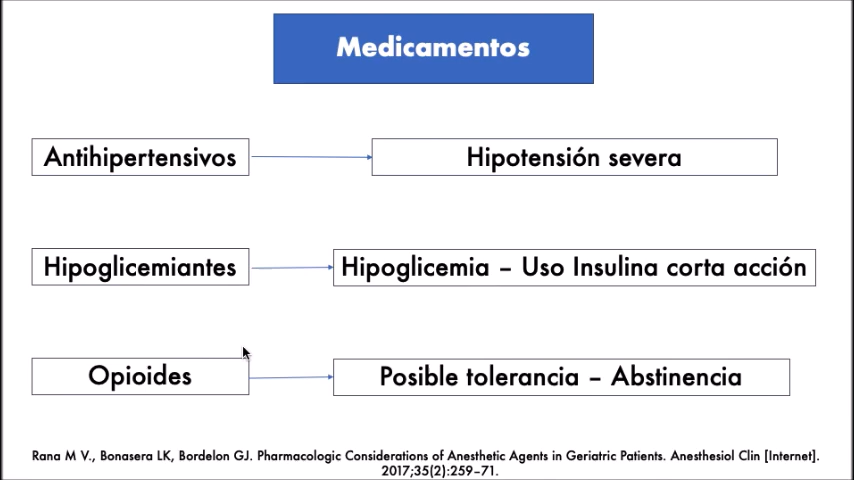 Medicamentos
Antihipertensivos
Hipotensión severa
Hipoglicemiantes
Hipoglicemia – Uso Insulina corta acción
Opioides
Posible tolerancia – Abstinencia
Rana M V., Bonasera LK, Bordelon GJ. Pharmacologic Considerations of Anesthetic Agents in Geriatric Patients. Anesthesiol Clin [Internet].
2017;35(2):259–71.